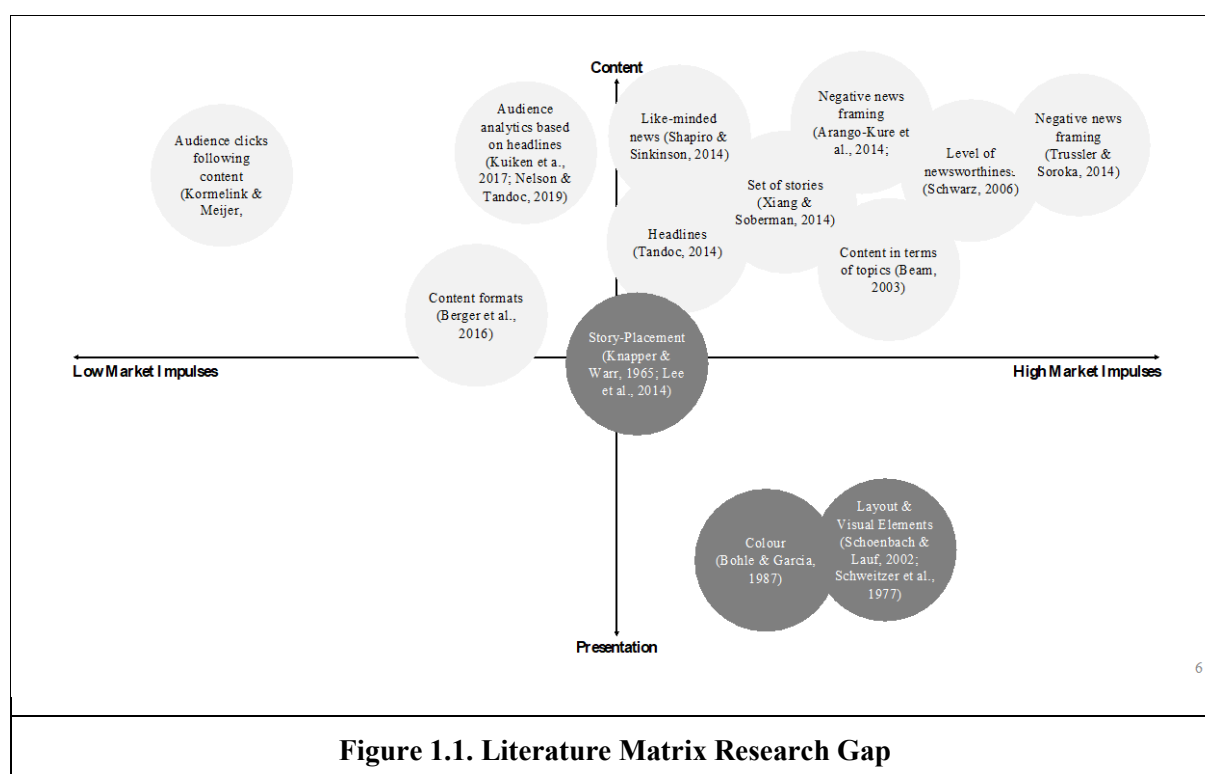 Content
Audience clicks
following
content
(Kormelink &
Meijer,
Audience
analytics based
on headlines
(Kuiken et a.,
2017; Nelson &
Tandoc, 2019)
Like-minded
news (Shapiro &
Sinkinson, 2014)
Negative news
framing
(Arango-Kure et
al., 2014;
Level of
newsworthines
(Schwarz, 2006)
Negative news
framing
(Trussler &
Soroka, 2014)
Set of stories
(Xiang &
Soberman, 2014)
Headlines
(Tandoc, 2014)
Content in terms
of topics (Beam,
2003)
Content formats
(Berger et al.,
2016)
Story-Placement
(Knapper &
Warr, 1965; Lee
et al., 2014)
Low Market Impulses
High Market Impulses
Colour
(Bohle & Garcia,
1987)
Layout &
Visual Elements
(Schoenbach &
Lauf, 2002;
Schweitzer et al.,
1977)
Presentation
6
Figure 1.1. Literature Matrix Research Gap